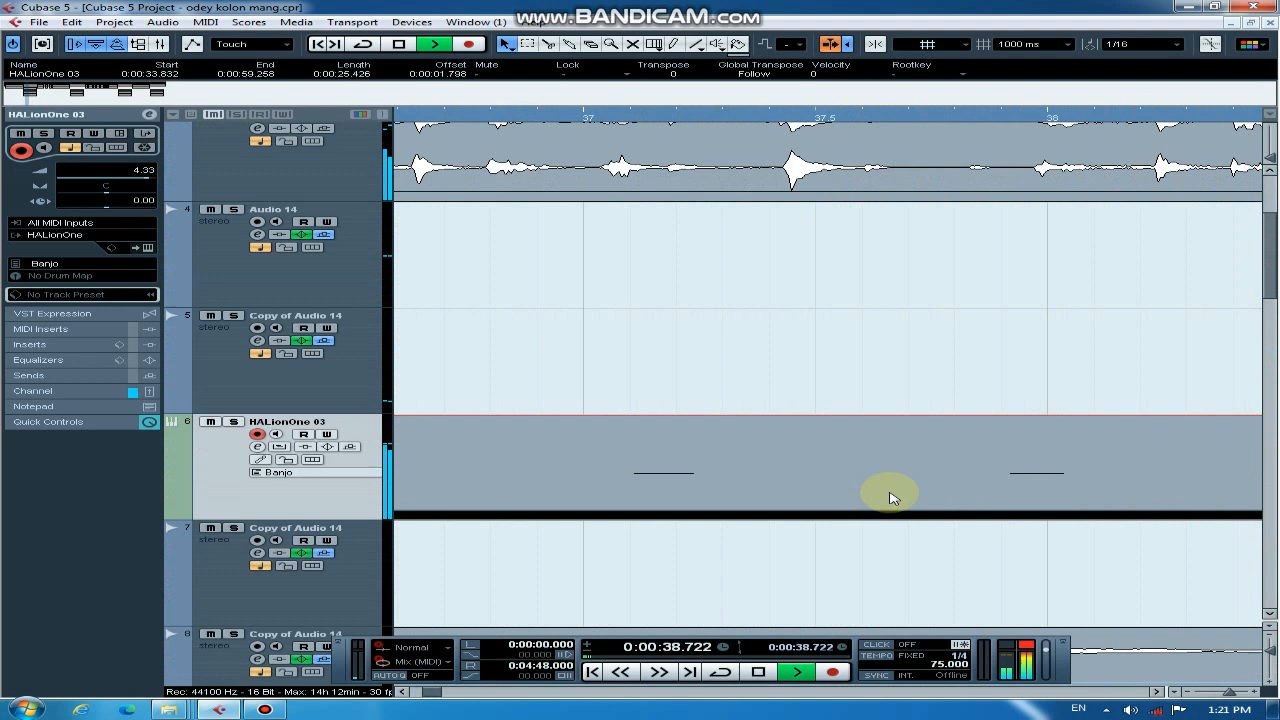 Cubase 5 - [Cubase 5 Project - odey kolon mang.cpr]
www.BANDICAM.com
File Edit Project Audio MIDI Scores Media Transport Devices Window (1)
Touch 1000 ms 1/16
Name Start End Length Offset Mute Lock Transpose Global Transpose Velocity Rootkey
HALionOne 03 0:00:33.832 0:00:59.258 0:00:25.426 0:00:01.798 - - 0 Follow 0 -
HALionOne 03
37 37.5 38
m S R W
4.33
C
0.00
All MIDI Inputs
HALionOne
Banjo
No Drum Map
No Track Preset
VST Expression
MIDI Inserts
Inserts
Equalizers
Sends
Channel
Notepad
Quick Controls
4 m S Audio 14
stereo R W
5 m S Copy of Audio 14
stereo R W
6 m S HALionOne 03
R W
Banjo
7 m S Copy of Audio 14
stereo R W
8 m S Copy of Audio 14
stereo
Normal
Mix (MIDI)
AUTO Q OFF
L 0:00:00.000
00.000
R 0:04:48.000
00 00.000
0:00:38.722 0:00:38.722
CLICK OFF
TEMPO FIXED 1/4
75.000
SYNC INT. Offline
Rec: 44100 Hz - 16 Bit - Max: 14h 12min - 30 f
EN 1:21 PM